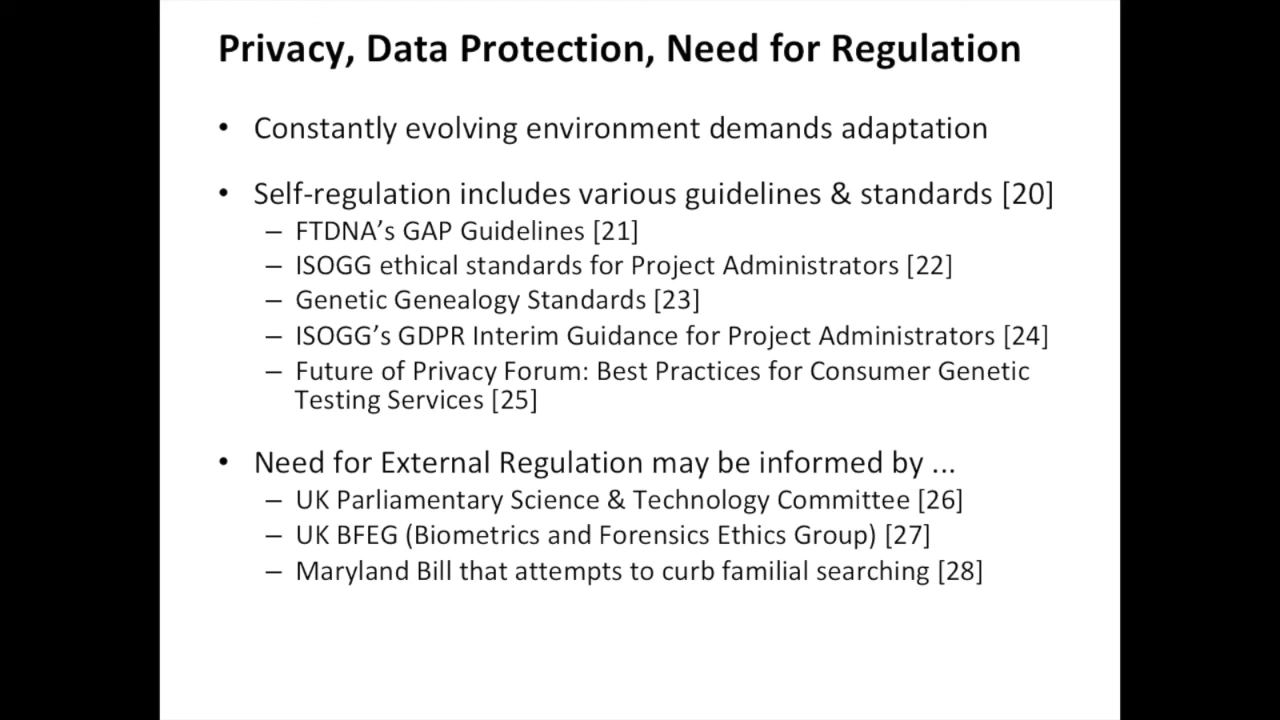 Privacy, Data Protection, Need for Regulation
• Constantly evolving environment demands adaptation
• Self-regulation includes various guidelines & standards [20]
– FTDNA’s GAP Guidelines [21]
– ISOGG ethical standards for Project Administrators [22]
– Genetic Genealogy Standards [23]
– ISOGG’s GDPR Interim Guidance for Project Administrators [24]
– Future of Privacy Forum: Best Practices for Consumer Genetic
Testing Services [25]
• Need for External Regulation may be informed by ...
– UK Parliamentary Science & Technology Committee [26]
– UK BFEG (Biometrics and Forensics Ethics Group) [27]
– Maryland Bill that attempts to curb familial searching [28]